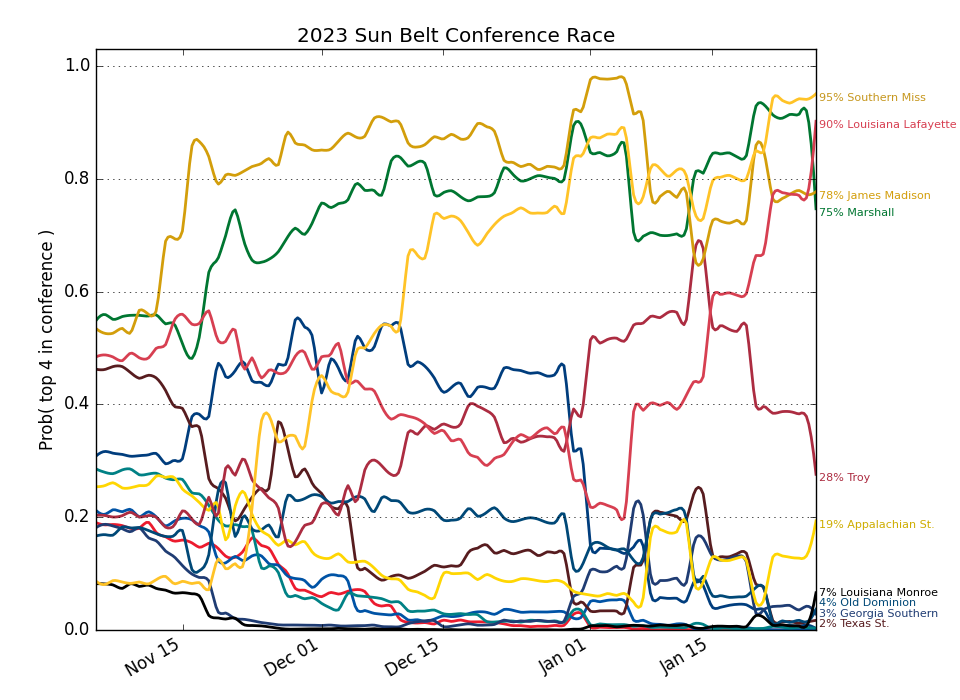 2023 Sun Belt Conference Race
Prob( top 4 in conference )
1.0
0.8
0.6
0.4
0.2
0.0
Nov 15
Dec 01
Dec 15
Jan 01
Jan 15
95% Southern Miss
90% Louisiana Lafayette
78% James Madison
75% Marshall
28% Troy
19% Appalachian St.
7% Louisiana Monroe
4% Old Dominion
3% Georgia Southern
2% Texas St.